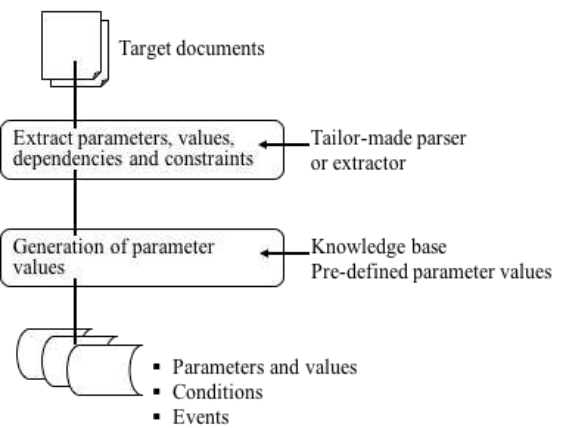 Target documents
Extract parameters, values,
dependencies and constraints
Tailor-made parser
or extractor
Generation of parameter
values
Knowledge base
Pre-defined parameter values
▪ Parameters and values
▪ Conditions
▪ Events